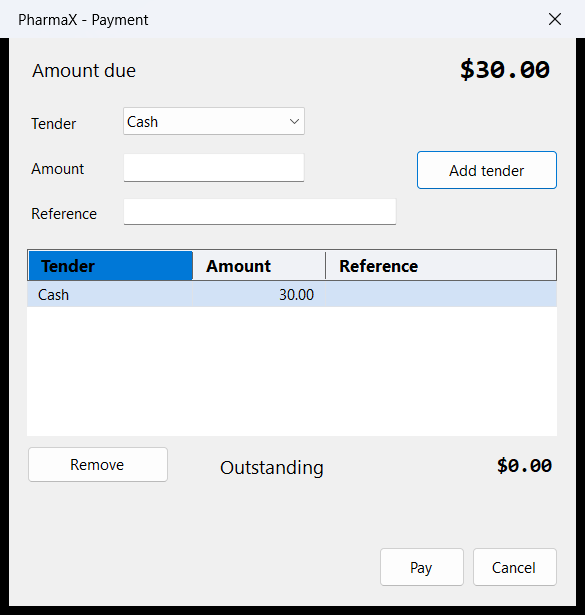 PharmaX - Payment
Amount due $30.00
Tender Cash
Amount Add tender
Reference
Tender Amount Reference
Cash 30.00
Remove Outstanding $0.00
Pay Cancel